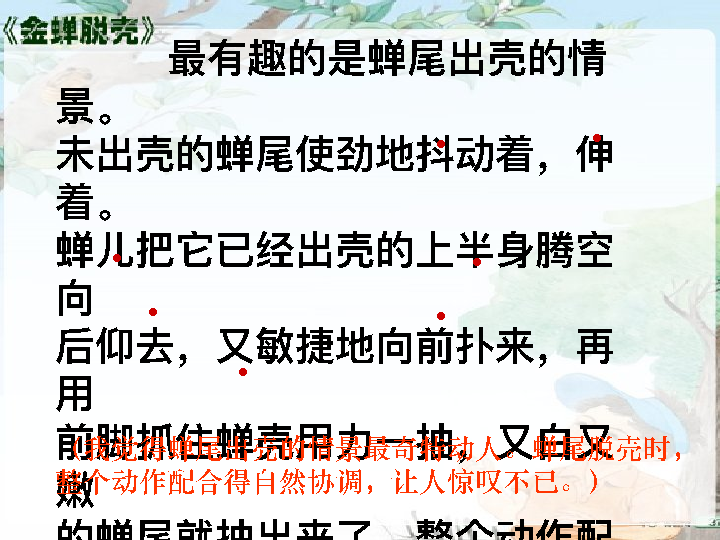 《金蝉脱壳》
最有趣的是蝉尾出壳的情
景。
未出壳的蝉尾使劲地抖动着，伸
着。
蝉儿把它已经出壳的上半身腾空
向
后仰去，又敏捷地向前扑来，再
用
前脚抓住蝉壳用力一抽，又白又
（我觉得蝉尾出壳的情景最奇特动人。蝉尾脱壳时，
整个动作配合得自然协调，让人惊叹不已。）
嫩
的蝉尾就抽出来了。整个动作配